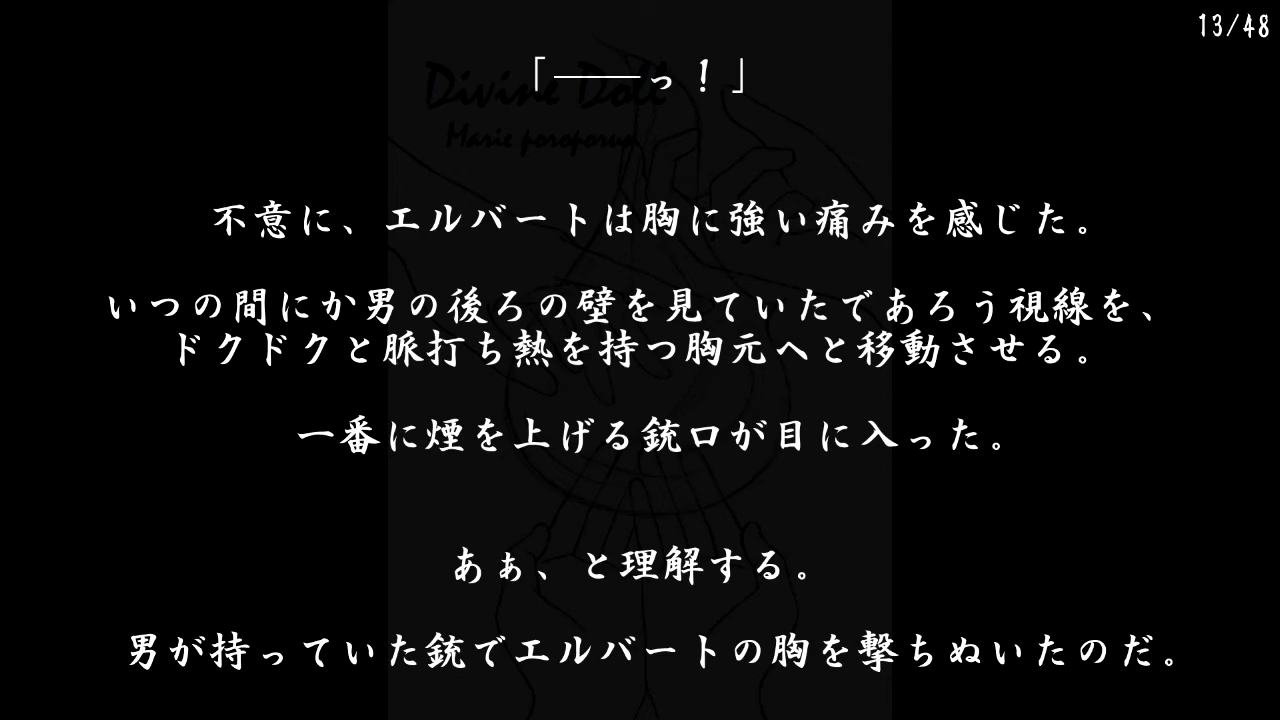 13/48
「───っ！」
Divine Doll
Marie poroporus
不意に、エルバートは胸に強い痛みを感じた。
いつの間にか男の後ろの壁を見ていたであろう視線を、
ドクドクと脈打ち熱を持つ胸元へと移動させる。
一番に煙を上げる銃口が目に入った。
あぁ、と理解する。
男が持っていた銃でエルバートの胸を撃ちぬいたのだ。